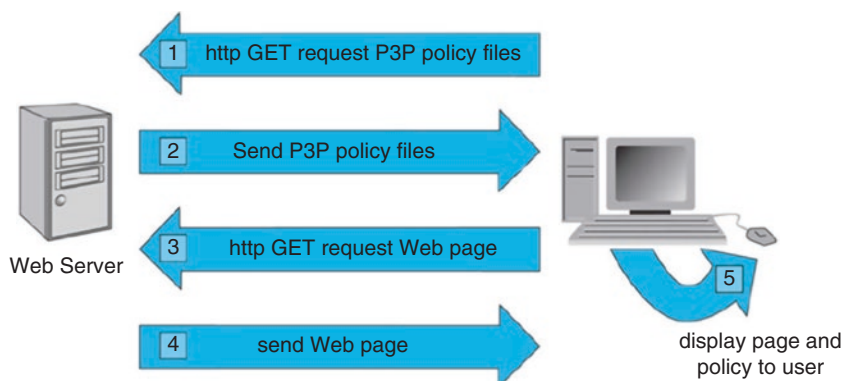 1 http GET request P3P policy files
2 Send P3P policy files
3 http GET request Web page
Web Server
5
4 send Web page
display page and
policy to user